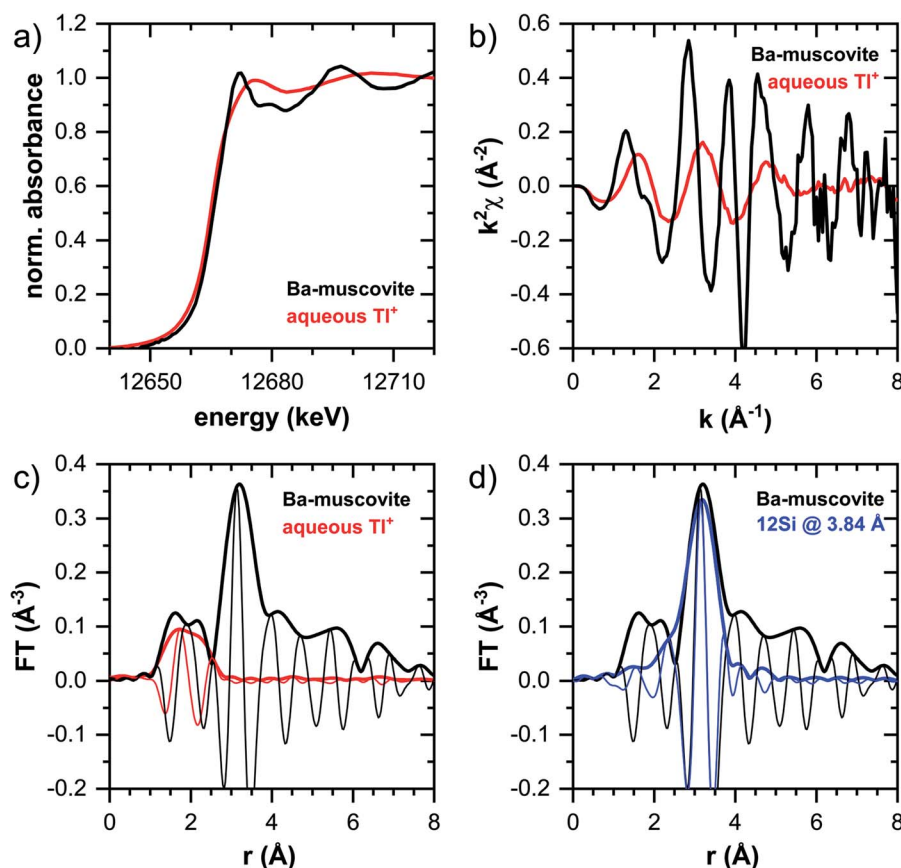 a)
1.2
1.0
0.8
0.6
0.4
0.2
0.0
norm. absorbance
Ba-muscovite
aqueous Tl+
12650 12680 12710
energy (keV)
b)
0.6
0.4
0.2
0.0
-0.2
-0.4
-0.6
k²χ (Å⁻²)
Ba-muscovite
aqueous Tl⁺
0 2 4 6 8
k (Å⁻¹)
c)
0.4
0.3
0.2
0.1
0.0
-0.1
-0.2
FT (Å⁻³)
Ba-muscovite
aqueous Tl⁺
0 2 4 6 8
r (Å)
d)
0.4
0.3
0.2
0.1
0.0
-0.1
-0.2
FT (Å⁻³)
Ba-muscovite
12Si @ 3.84 Å
0 2 4 6 8
r (Å)